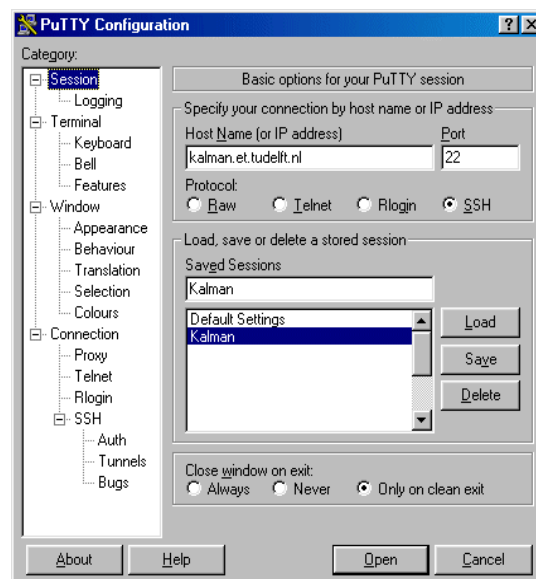 PuTTY Configuration
Category:
Session
Logging
Terminal
Keyboard
Bell
Features
Window
Appearance
Behaviour
Translation
Selection
Colours
Connection
Proxy
Telnet
Rlogin
SSH
Auth
Tunnels
Bugs
Basic options for your PuTTY session
Specify your connection by host name or IP address
Host Name (or IP address) Port
kalman.et.tudelft.nl 22
Protocol:
Raw Telnet Rlogin SSH
Load, save or delete a stored session
Saved Sessions
Kalman
Default Settings
Kalman
Load
Save
Delete
Close window on exit:
Always Never Only on clean exit
About Help Open Cancel